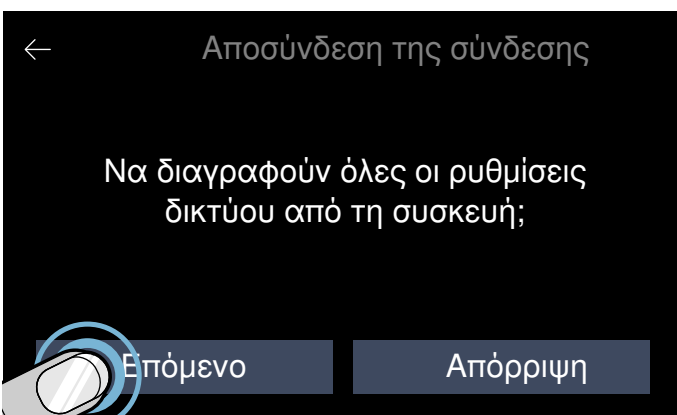 Αποσύνδεση της σύνδεσης
Να διαγραφούν όλες οι ρυθμίσεις
δικτύου από τη συσκευή;
Επόμενο
Απόρριψη